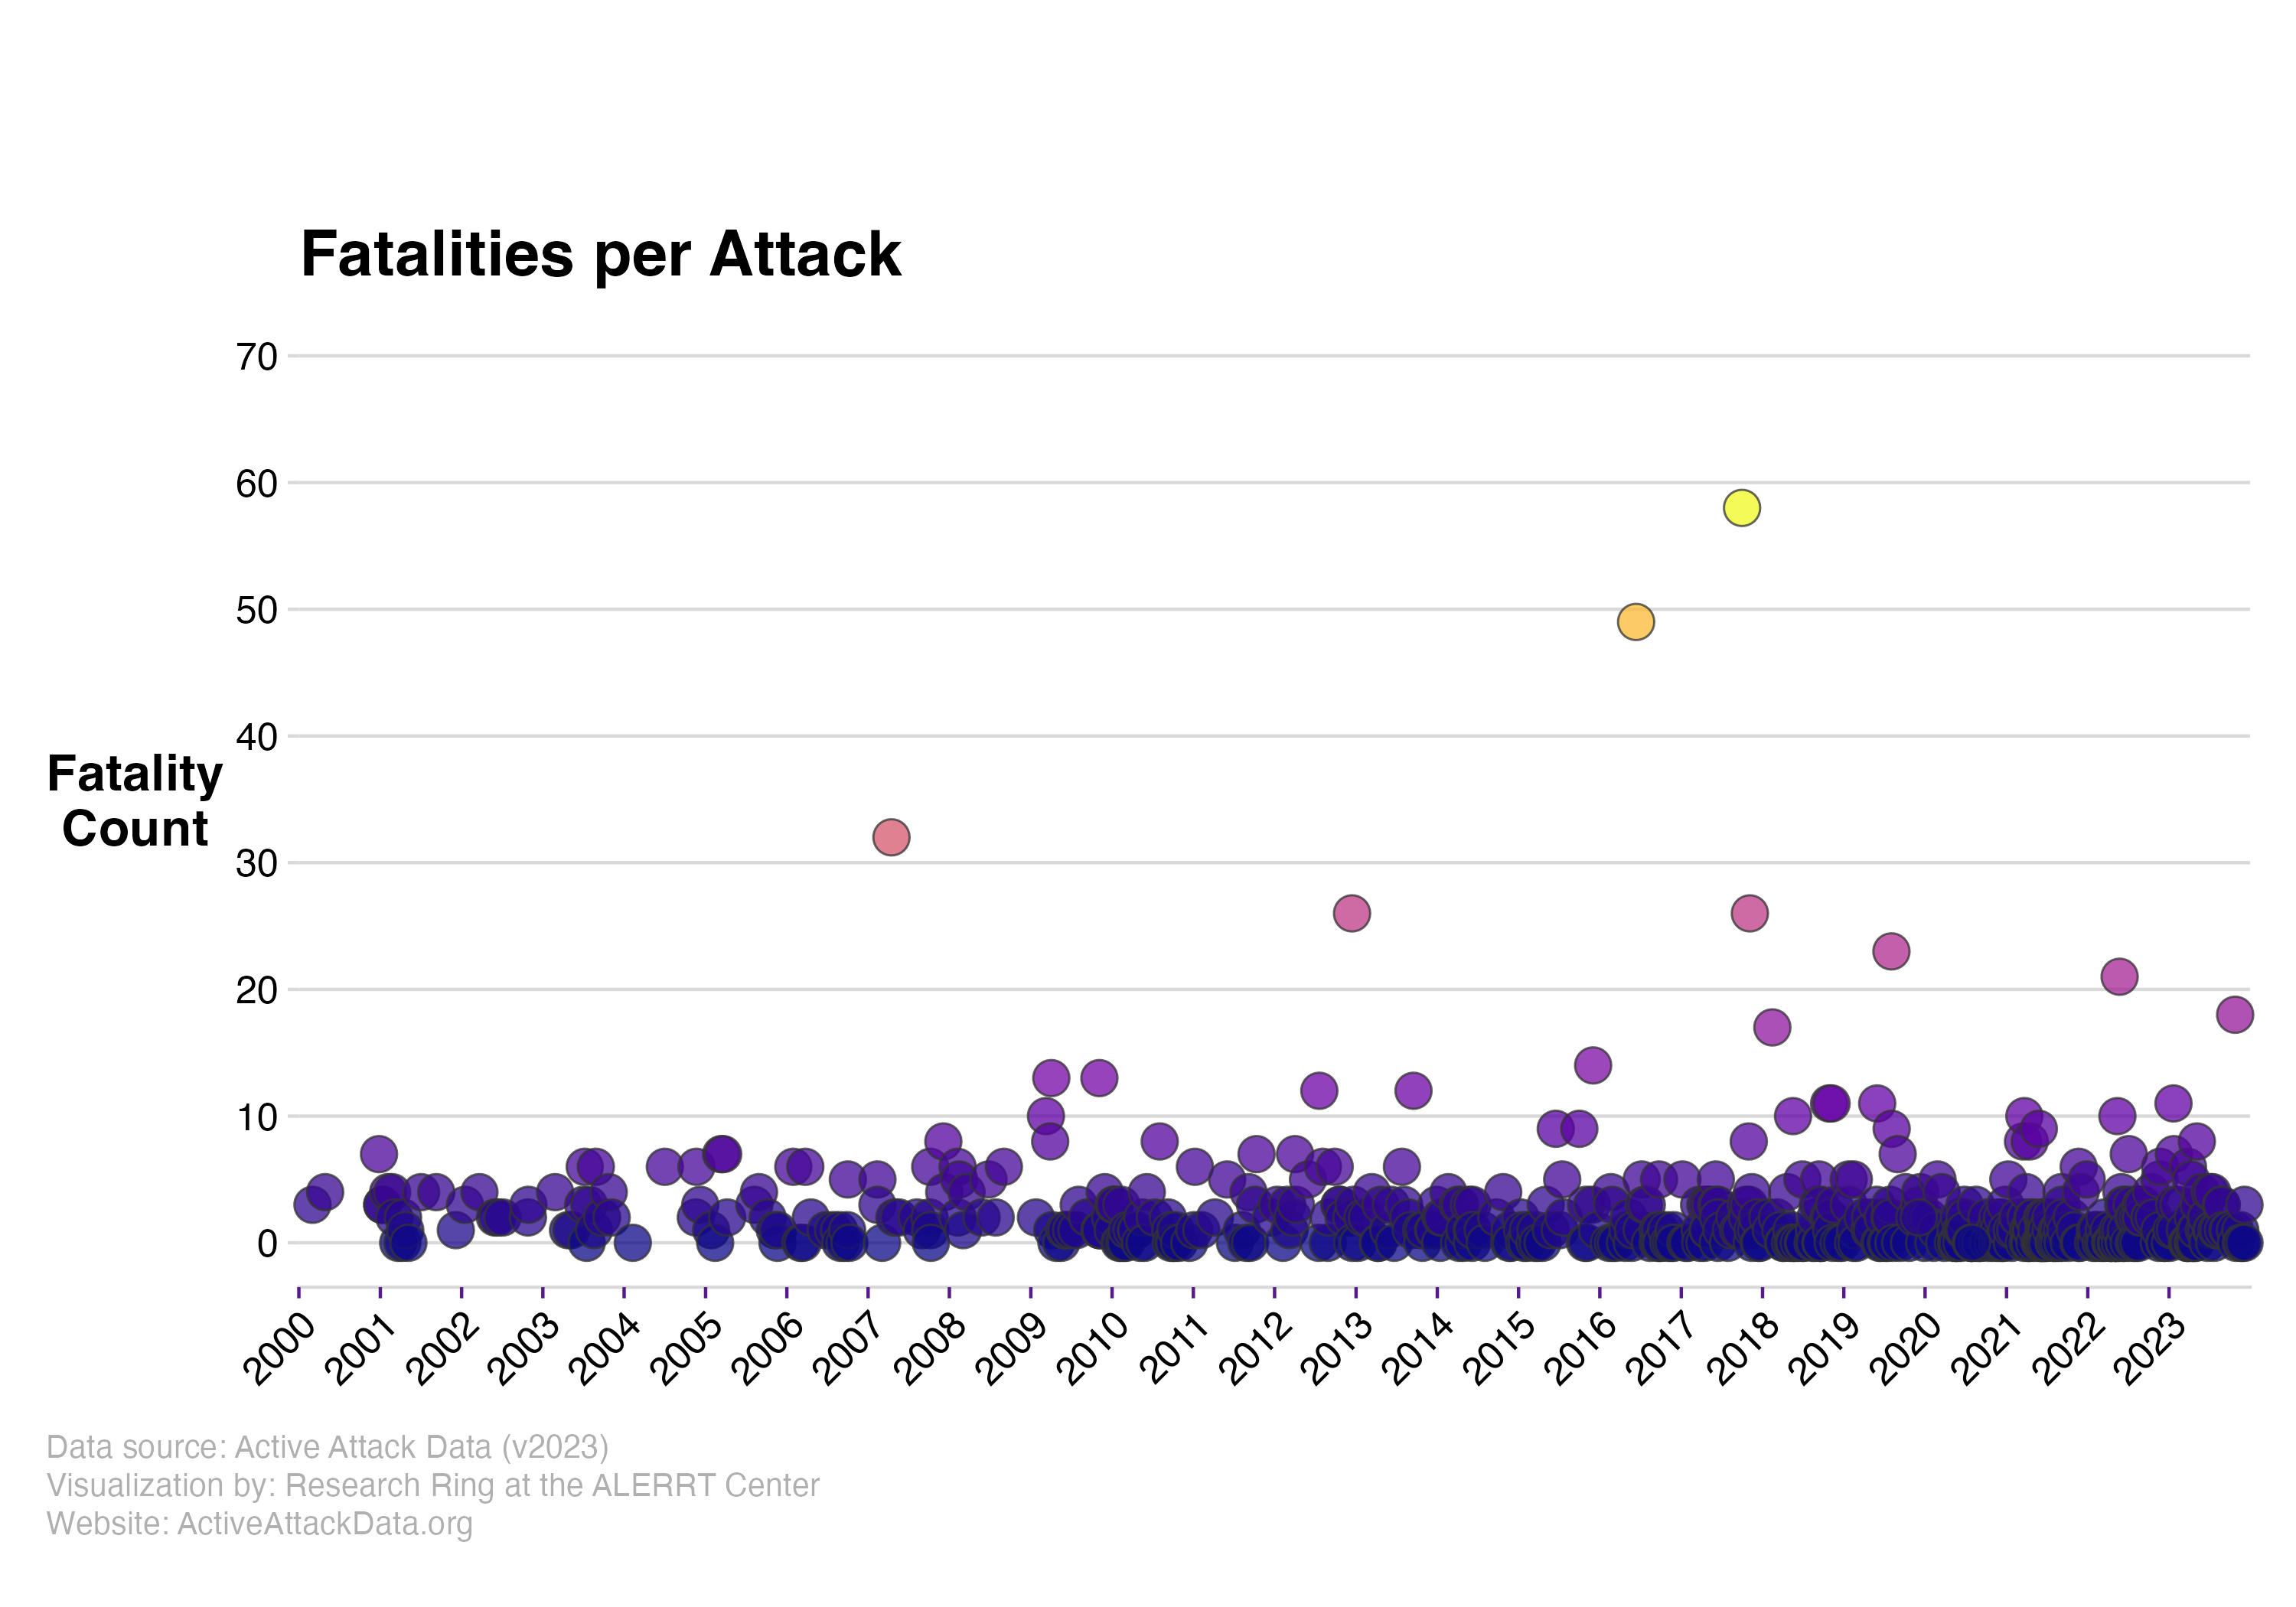 Fatalities per Attack
70
60
50
40
Fatality
Count
30
20
10
0
2000 2001 2002 2003 2004 2005 2006 2007 2008 2009 2010 2011 2012 2013 2014 2015 2016 2017 2018 2019 2020 2021 2022 2023
Data source: Active Attack Data (v2023)
Visualization by: Research Ring at the ALERRT Center
Website: ActiveAttackData.org